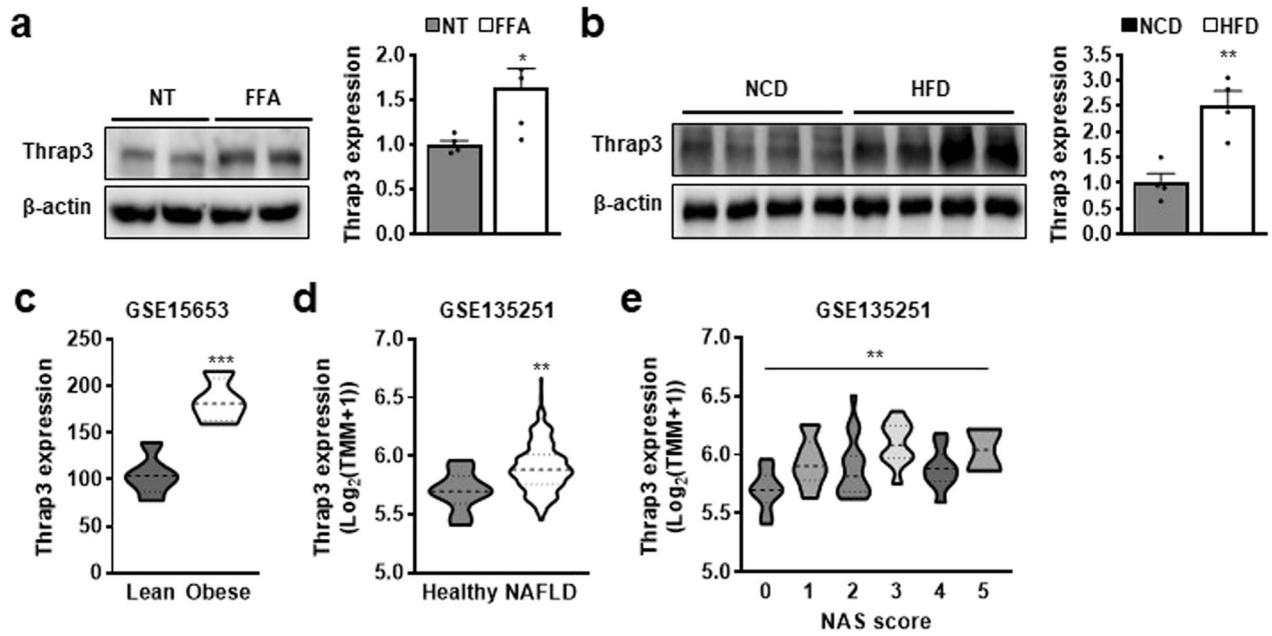 a
NT FFA
NT FFA
Thrap3
β-actin
Thrap3 expression
2.0
1.5
1.0
0.5
0.0
*
b
NCD HFD
NCD HFD
Thrap3
β-actin
Thrap3 expression
3.5
3.0
2.5
2.0
1.5
1.0
0.5
0.0
**
c
GSE15653
Thrap3 expression
250
200
150
100
50
0
***
Lean Obese
d
GSE135251
Thrap3 expression
(Log2(TMM+1))
7.0
6.5
6.0
5.5
5.0
**
Healthy NAFLD
e
GSE135251
Thrap3 expression
(Log2(TMM+1))
7.0
6.5
6.0
5.5
5.0
**
0 1 2 3 4 5
NAS score